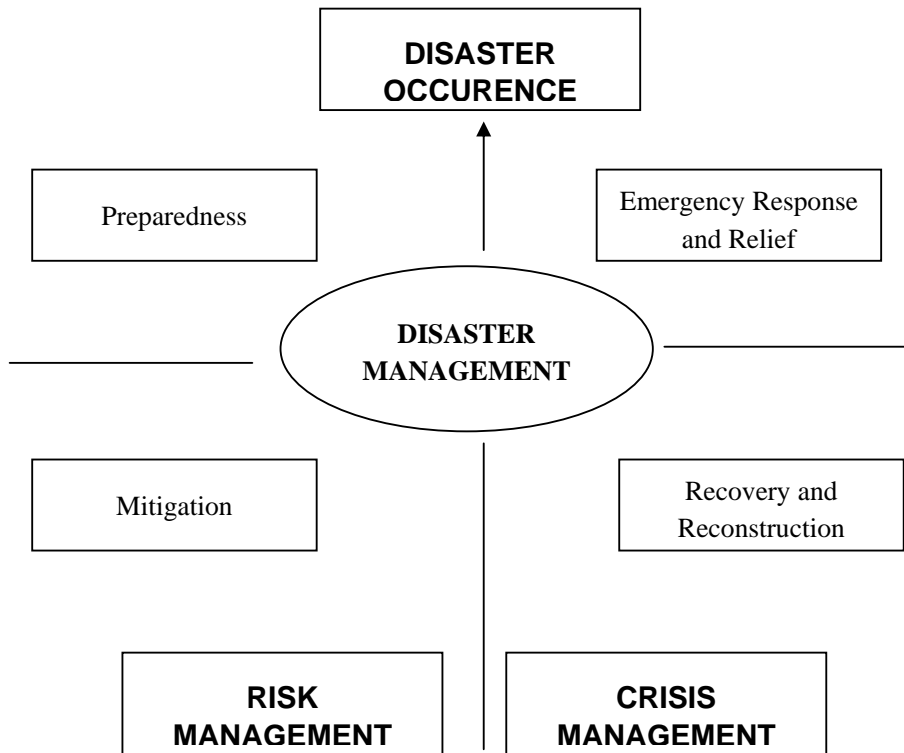 DISASTER
OCCURENCE
Preparedness
Emergency Response
and Relief
DISASTER
MANAGEMENT
Mitigation
Recovery and
Reconstruction
RISK
MANAGEMENT
CRISIS
MANAGEMENT